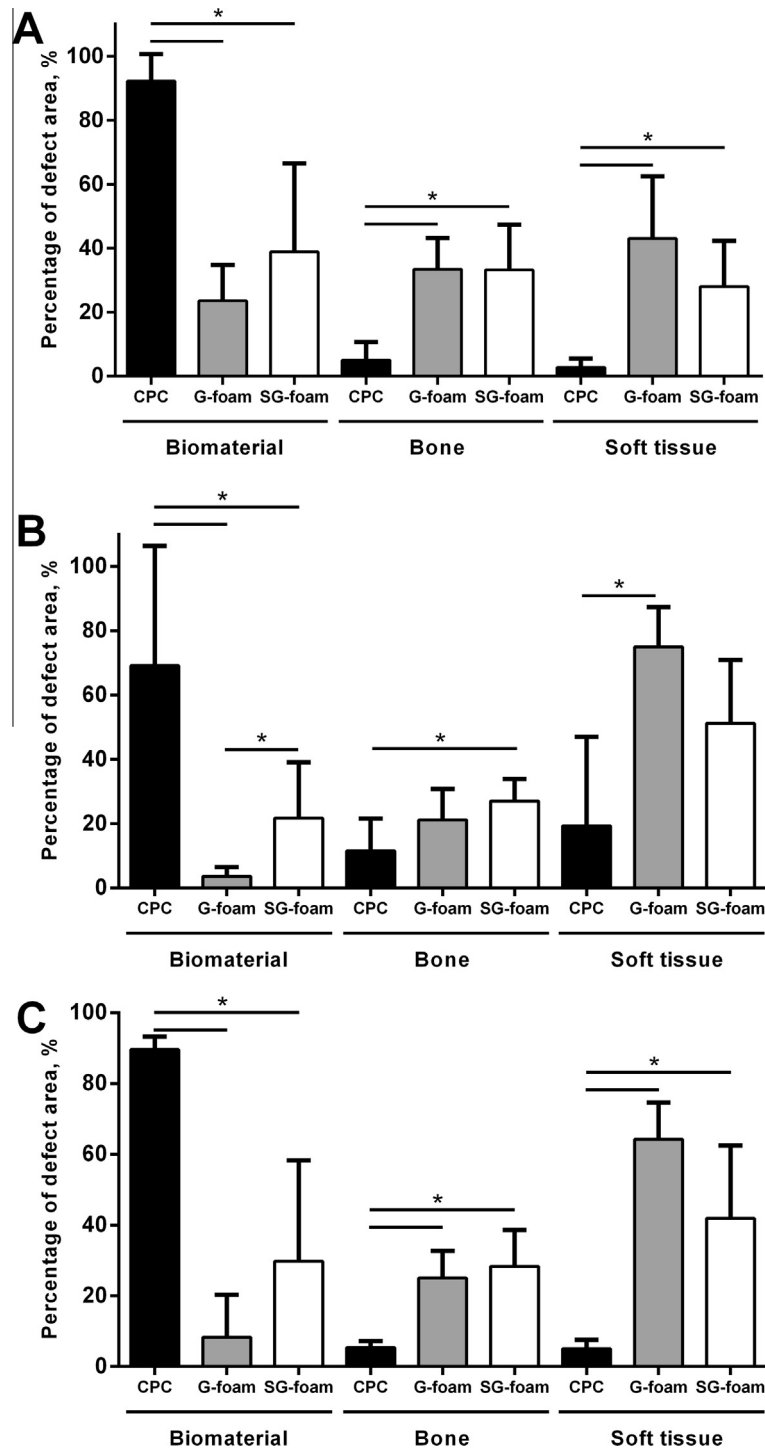 A
Percentage of defect area, %
*
*
*
100
80
60
40
20
0
CPC G-foam SG-foam CPC G-foam SG-foam CPC G-foam SG-foam
Biomaterial Bone Soft tissue
B
Percentage of defect area, %
*
*
*
*
100
80
60
40
20
0
CPC G-foam SG-foam CPC G-foam SG-foam CPC G-foam SG-foam
Biomaterial Bone Soft tissue
C
Percentage of defect area, %
*
*
*
100
80
60
40
20
0
CPC G-foam SG-foam CPC G-foam SG-foam CPC G-foam SG-foam
Biomaterial Bone Soft tissue